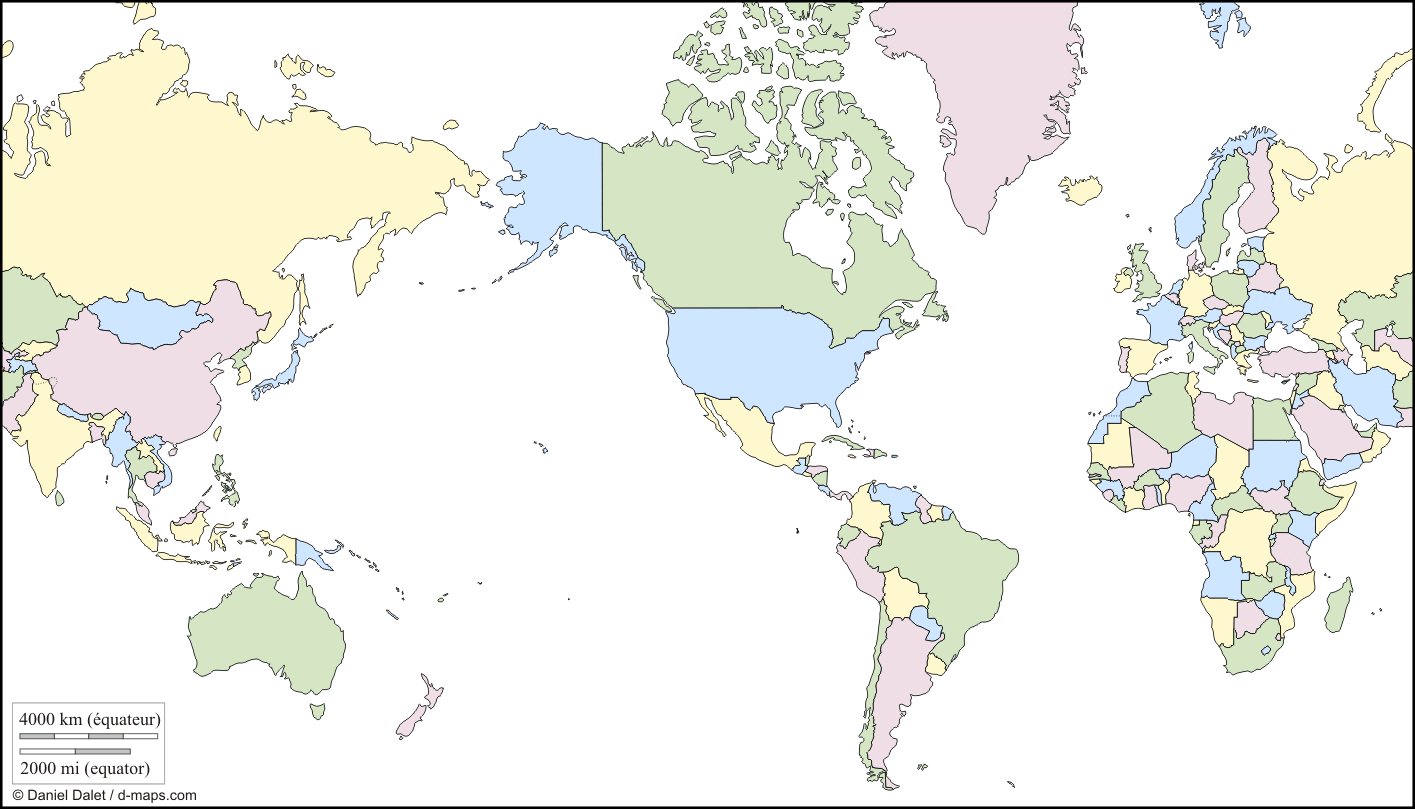 4000 km (équateur)
2000 mi (equator)
© Daniel Dalet / d-maps.com